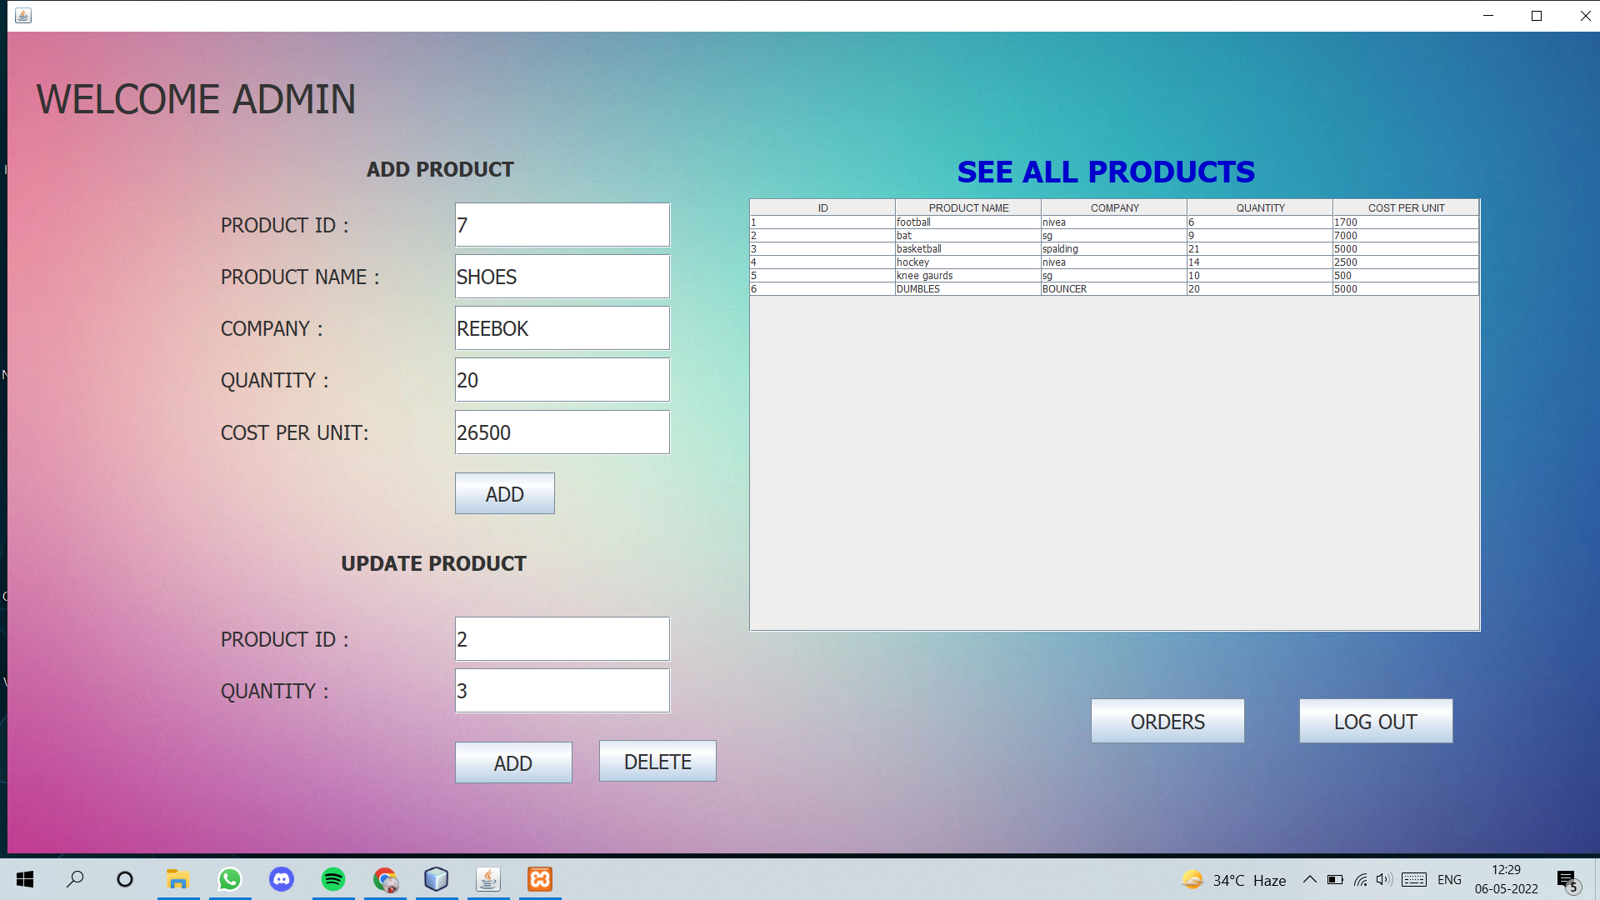 WELCOME ADMIN
ADD PRODUCT
PRODUCT ID : 7
PRODUCT NAME : SHOES
COMPANY : REEBOK
QUANTITY : 20
COST PER UNIT: 26500
ADD
UPDATE PRODUCT
PRODUCT ID : 2
QUANTITY : 3
ADD DELETE
SEE ALL PRODUCTS
ID PRODUCT NAME COMPANY QUANTITY COST PER UNIT
1 football nivea 6 1700
2 bat sg 9 7000
3 basketball spalding 21 5000
4 hockey nivea 14 2500
5 knee gaurds sg 10 500
6 DUMBLES BOUNCER 20 5000
ORDERS LOG OUT
34°C Haze ENG 12:29
06-05-2022
5